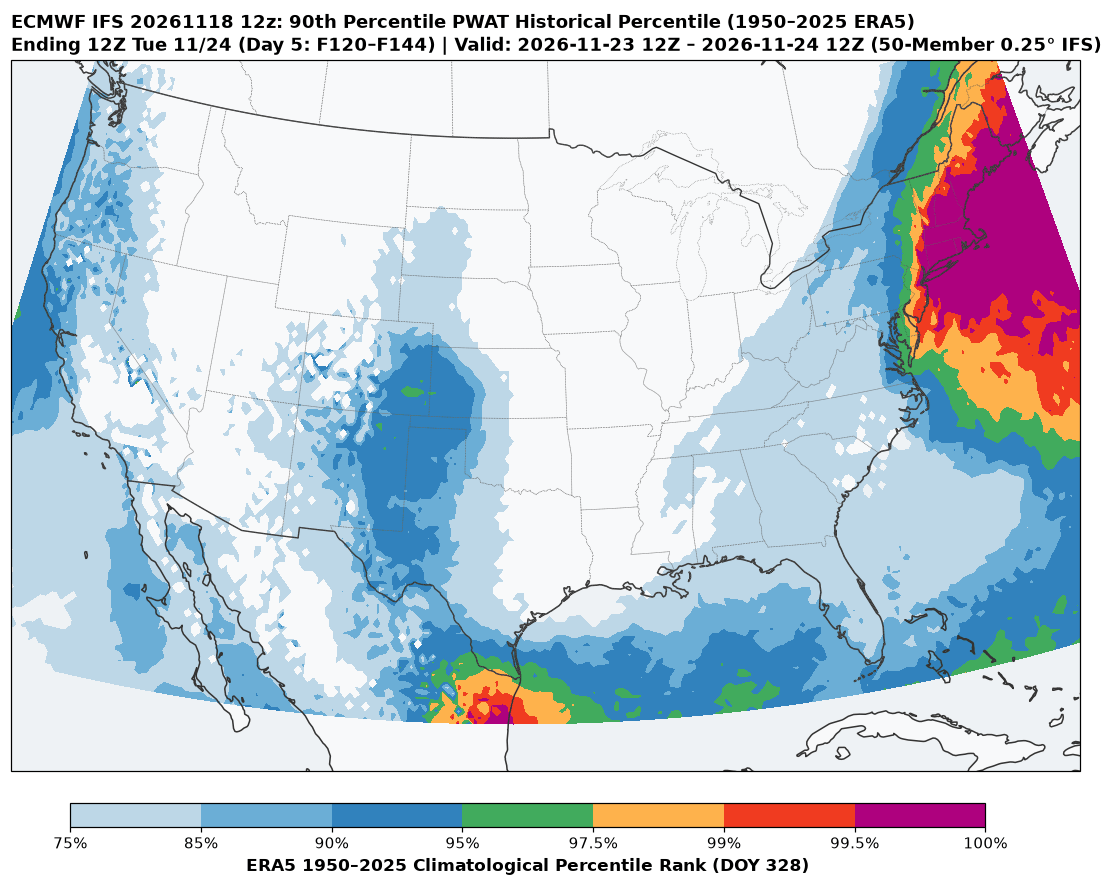 ECMWF IFS 20261118 12z: 90th Percentile PWAT Historical Percentile (1950–2025 ERA5)
Ending 12Z Tue 11/24 (Day 5: F120–F144) | Valid: 2026-11-23 12Z – 2026-11-24 12Z (50-Member 0.25° IFS)
75% 85% 90% 95% 97.5% 99% 99.5% 100%
ERA5 1950–2025 Climatological Percentile Rank (DOY 328)